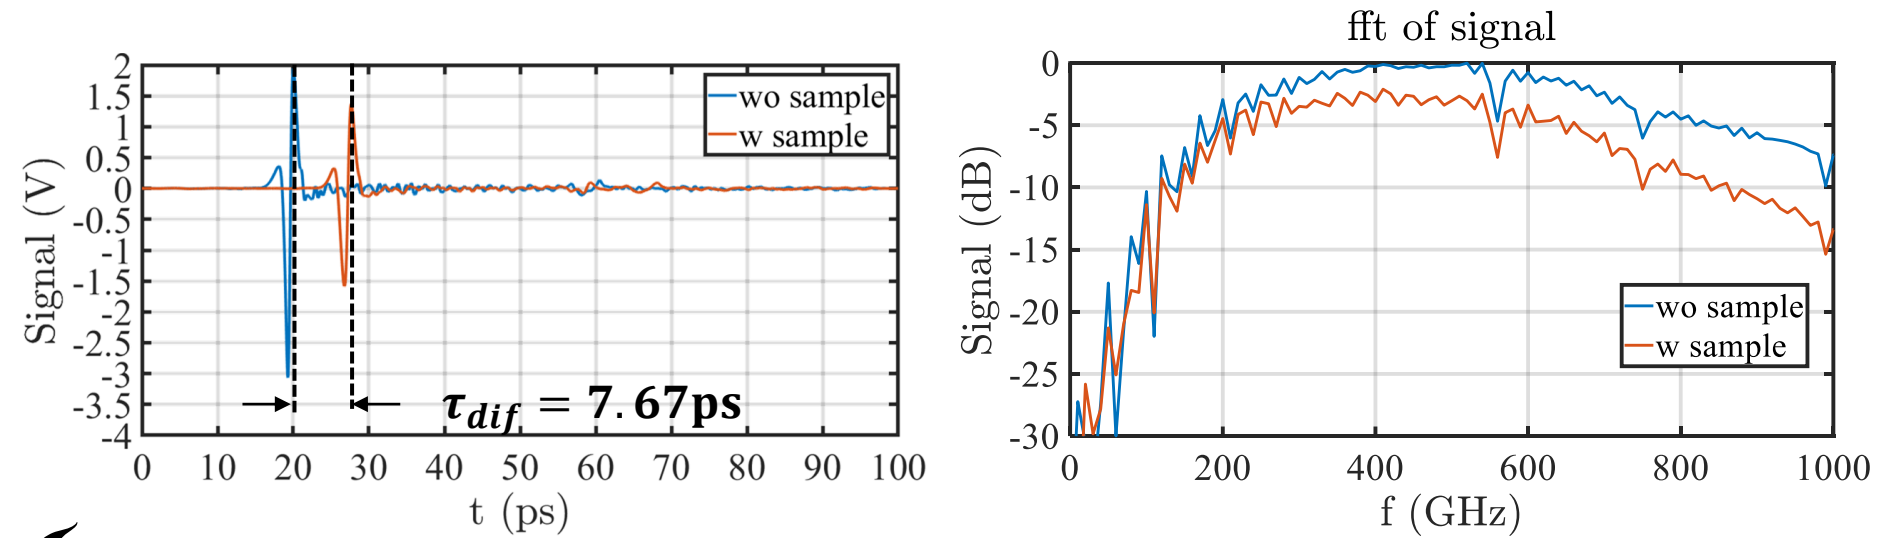 2
1.5
1
0.5
0
-0.5
-1
-1.5
-2
-2.5
-3
-3.5
-4
Signal (V)
wo sample
w sample
τdif = 7.67ps
0 10 20 30 40 50 60 70 80 90 100
t (ps)
fft of signal
0
-5
-10
-15
-20
-25
-30
Signal (dB)
wo sample
w sample
0 200 400 600 800 1000
f (GHz)